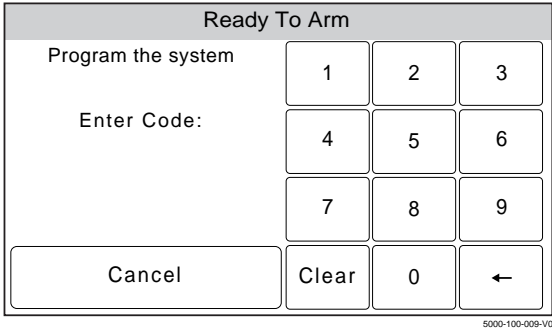 Ready To Arm
Program the system
Enter Code:
1 2 3
4 5 6
7 8 9
Cancel Clear 0 ←
5000-100-009-V0